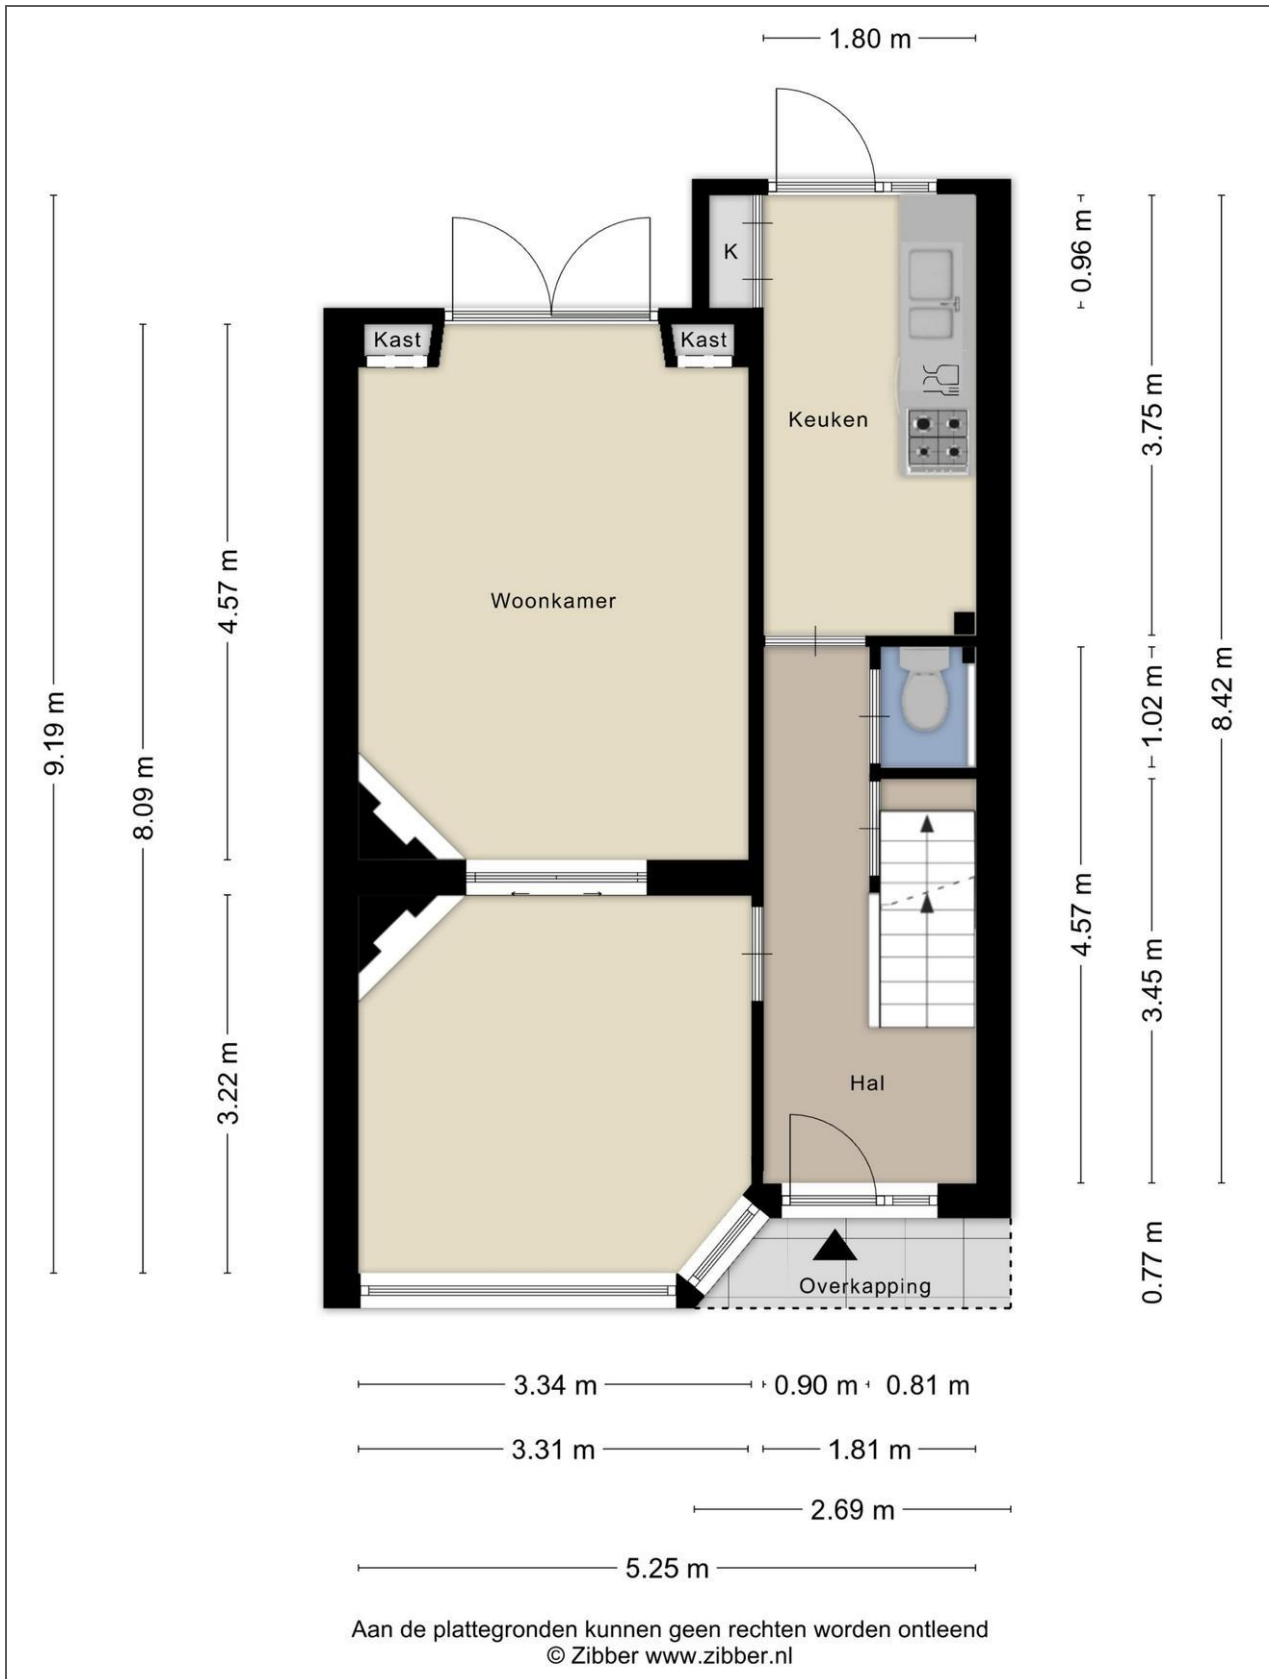 1.80 m
K
0.96 m
Kast
Kast
3.75 m
Keuken
4.57 m
Woonkamer
1.02 m
8.42 m
9.19 m
8.09 m
4.57 m
3.45 m
3.22 m
Hal
0.77 m
Overkapping
3.34 m
0.90 m
0.81 m
3.31 m
1.81 m
2.69 m
5.25 m
Aan de plattegronden kunnen geen rechten worden ontleend
© Zibber www.zibber.nl